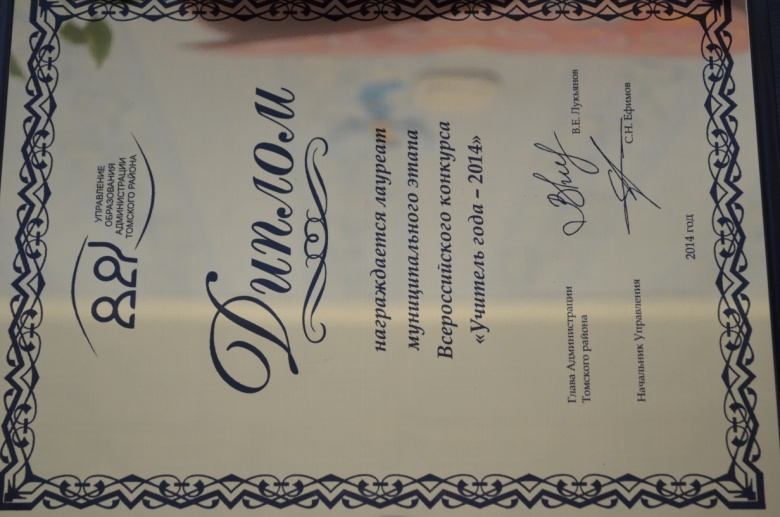 УПРАВЛЕНИЕ
ОБРАЗОВАНИЯ
АДМИНИСТРАЦИИ
ТОМСКОГО РАЙОНА
Диплом
награждается лауреат
муниципального этапа
Всероссийского конкурса
«Учитель года – 2014»
Глава Администрации
Томского района В.Е. Лукьянов
Начальник Управления С.Н. Ефимов
2014 год